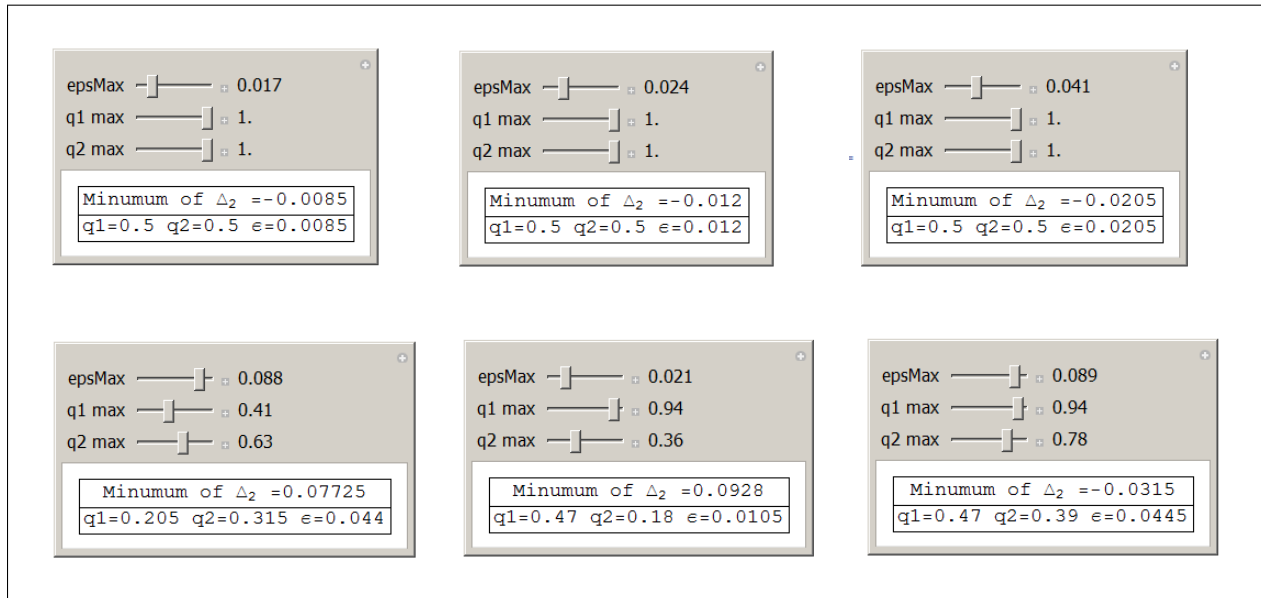 epsMax 0.017
q1 max 1.
q2 max 1.
Minumum of Δ₂ =-0.0085
q1=0.5 q2=0.5 ϵ=0.0085
epsMax 0.024
q1 max 1.
q2 max 1.
Minumum of Δ₂ =-0.012
q1=0.5 q2=0.5 ϵ=0.012
epsMax 0.041
q1 max 1.
q2 max 1.
Minumum of Δ₂ =-0.0205
q1=0.5 q2=0.5 ϵ=0.0205
epsMax 0.088
q1 max 0.41
q2 max 0.63
Minumum of Δ₂ =0.07725
q1=0.205 q2=0.315 ϵ=0.044
epsMax 0.021
q1 max 0.94
q2 max 0.36
Minumum of Δ₂ =0.0928
q1=0.47 q2=0.18 ϵ=0.0105
epsMax 0.089
q1 max 0.94
q2 max 0.78
Minumum of Δ₂ =-0.0315
q1=0.47 q2=0.39 ϵ=0.0445